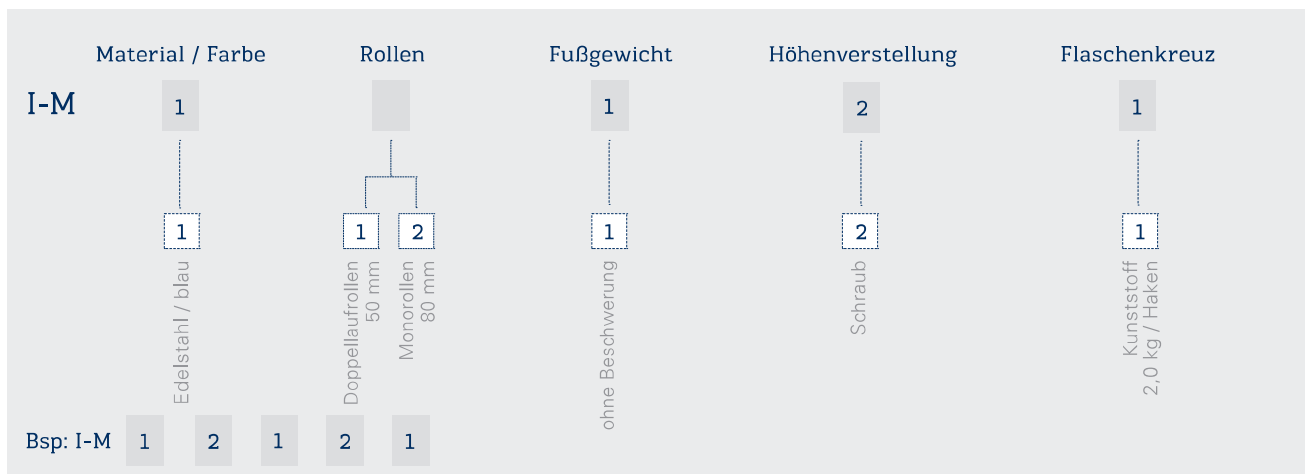 Material / Farbe Rollen Fußgewicht Höhenverstellung Flaschenkreuz
I-M 1 1 2 1
1 1 2 1 2 1
Edelstahl / blau
Doppellaufrollen
50 mm
Monorollen
80 mm
ohne Beschwerung
Schraub
Kunststoff
2,0 kg / Haken
Bsp: I-M 1 2 1 2 1